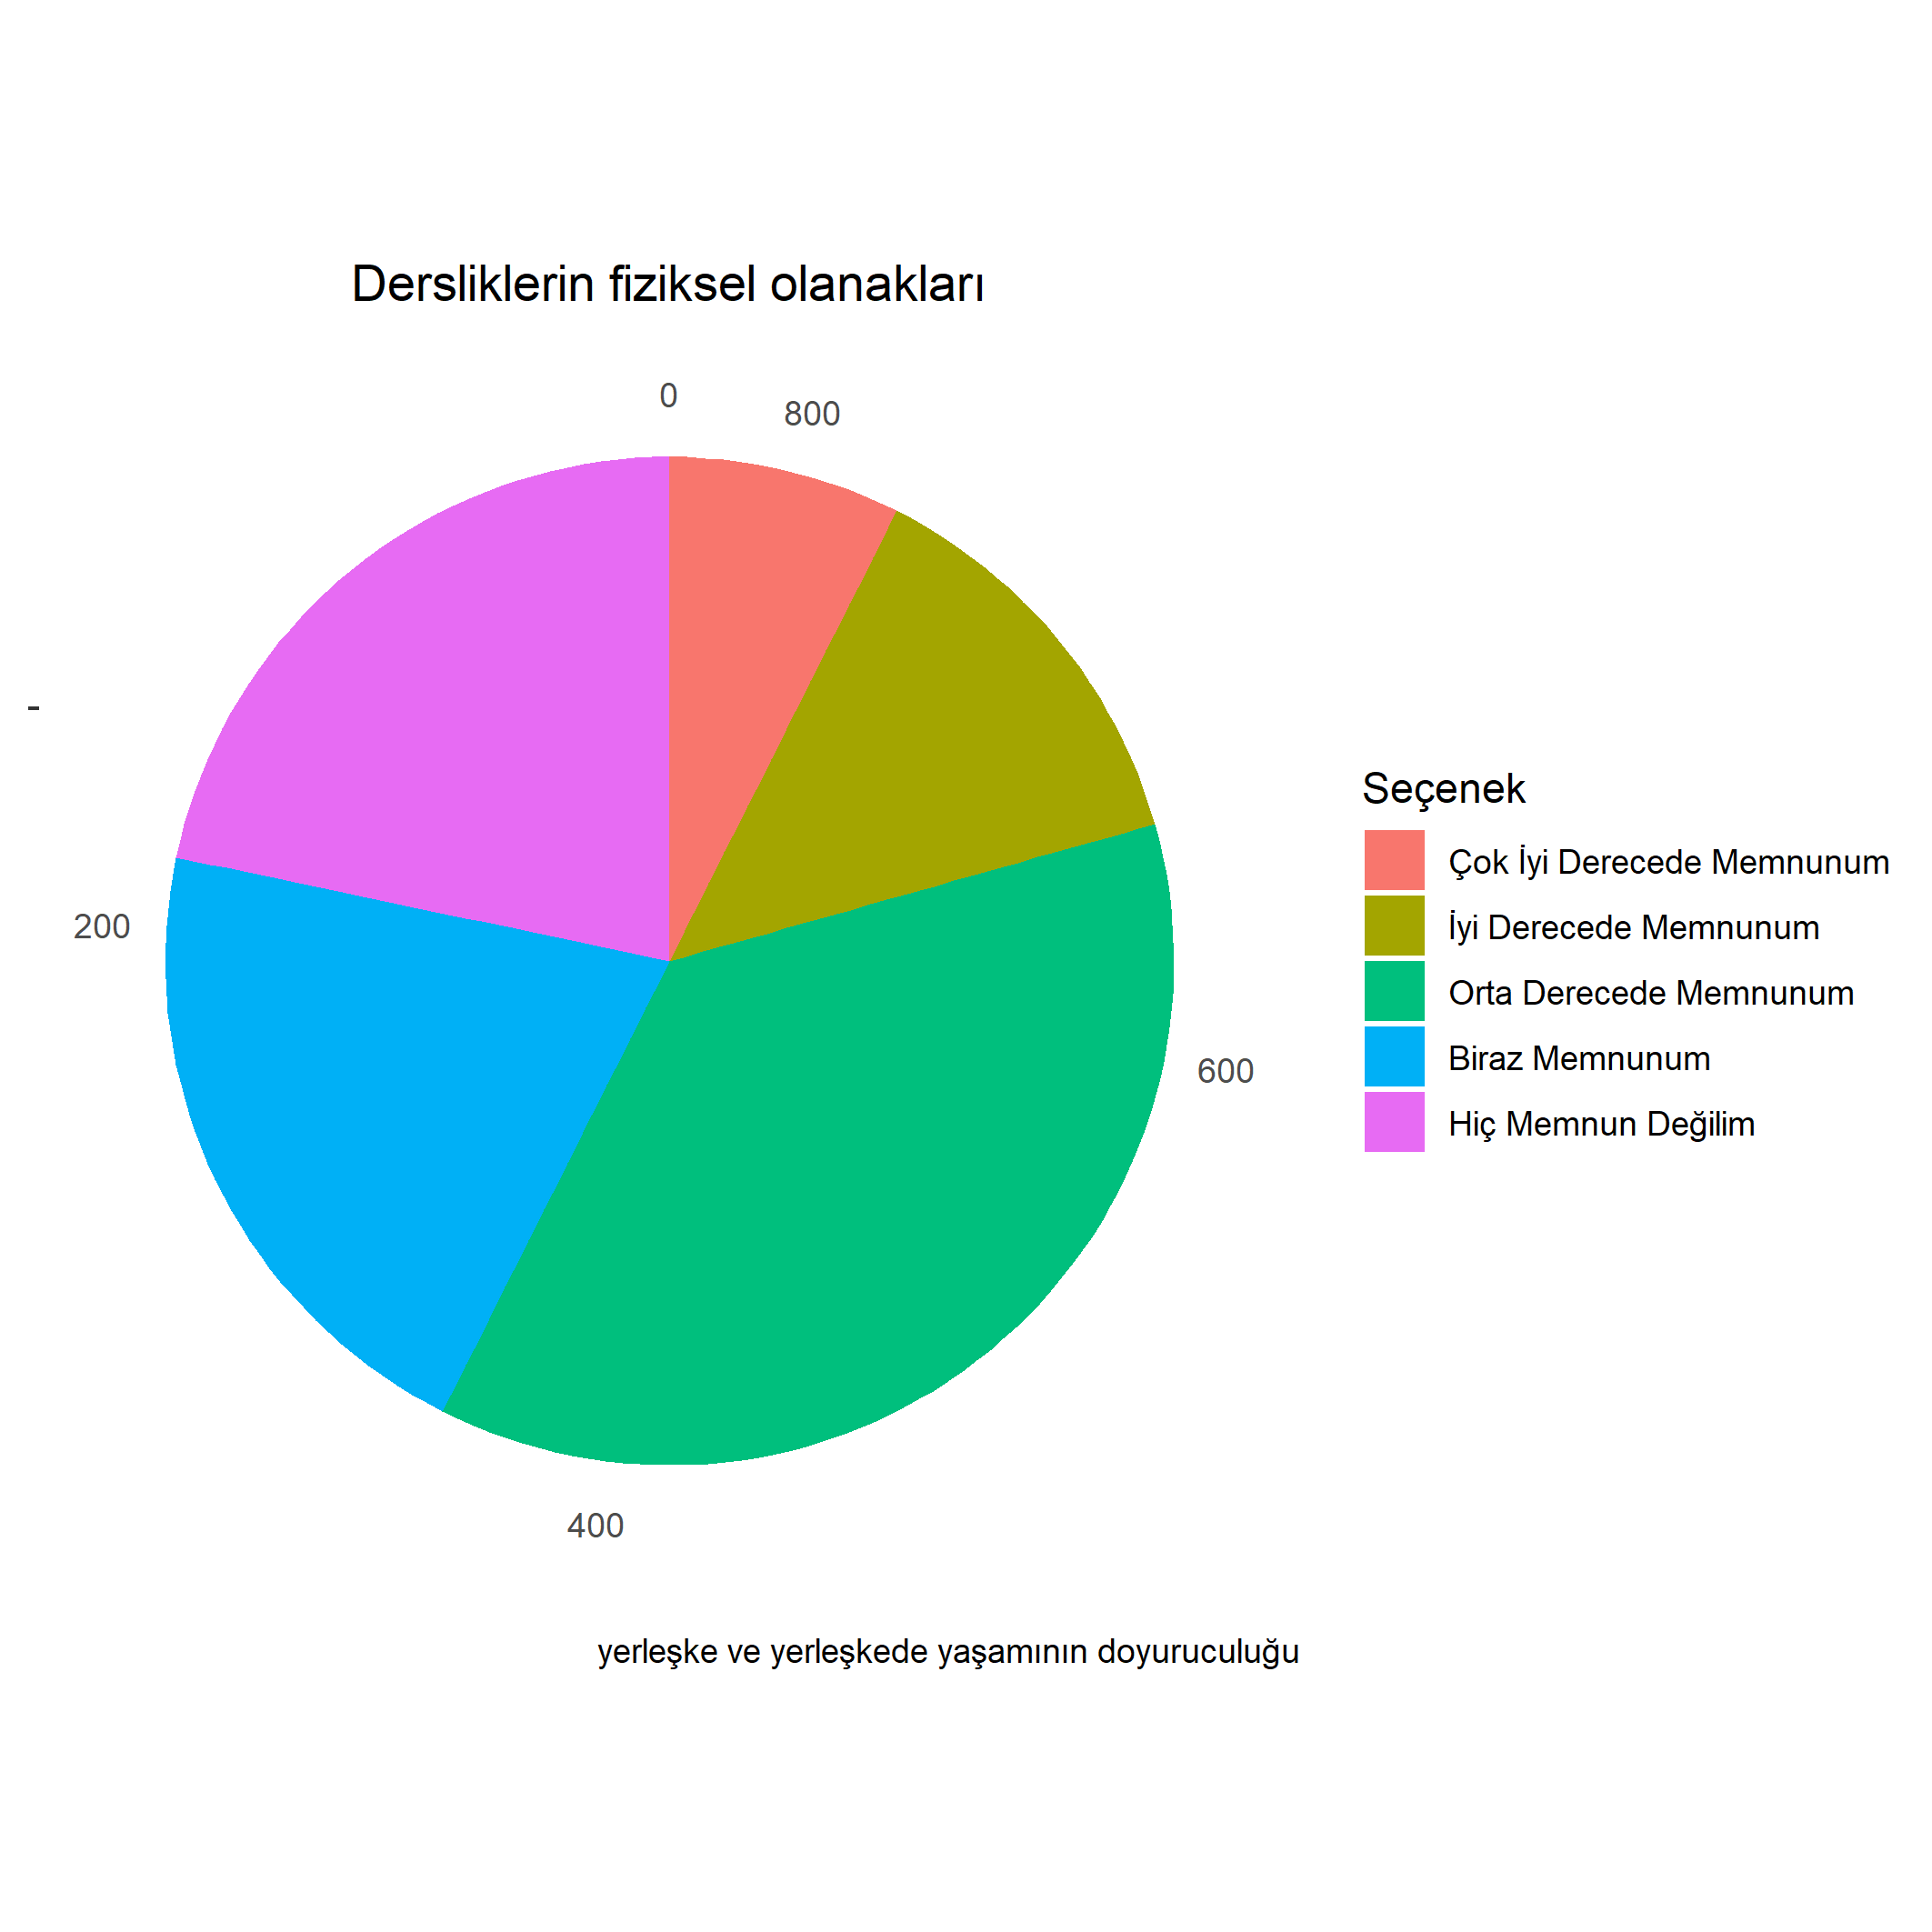 Dersliklerin fiziksel olanakları
0
800
-
200
600
400
Seçenek
Çok İyi Derecede Memnunum
İyi Derecede Memnunum
Orta Derecede Memnunum
Biraz Memnunum
Hiç Memnun Değilim
yerleşke ve yerleşkede yaşamının doyuruculuğu